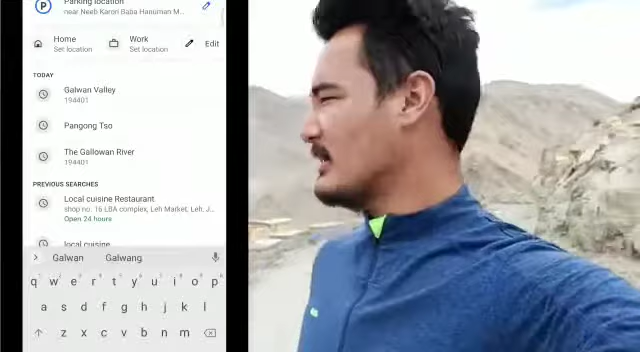 Parking location
near Neeb Karori Baba Hanuman M...
P
Home
Set location
Work
Set location
Edit
TODAY
Galwan Valley
194401
Pangong Tso
The Gallowan River
194401
PREVIOUS SEARCHES
Local cuisine Restaurant
shop no. 16 LBA complex, Leh Market, Leh, J...
Open 24 hours
local cuisine
Galwan Galwang
q w e r t y u i o p
a s d f g h j k l
z x c v b n m